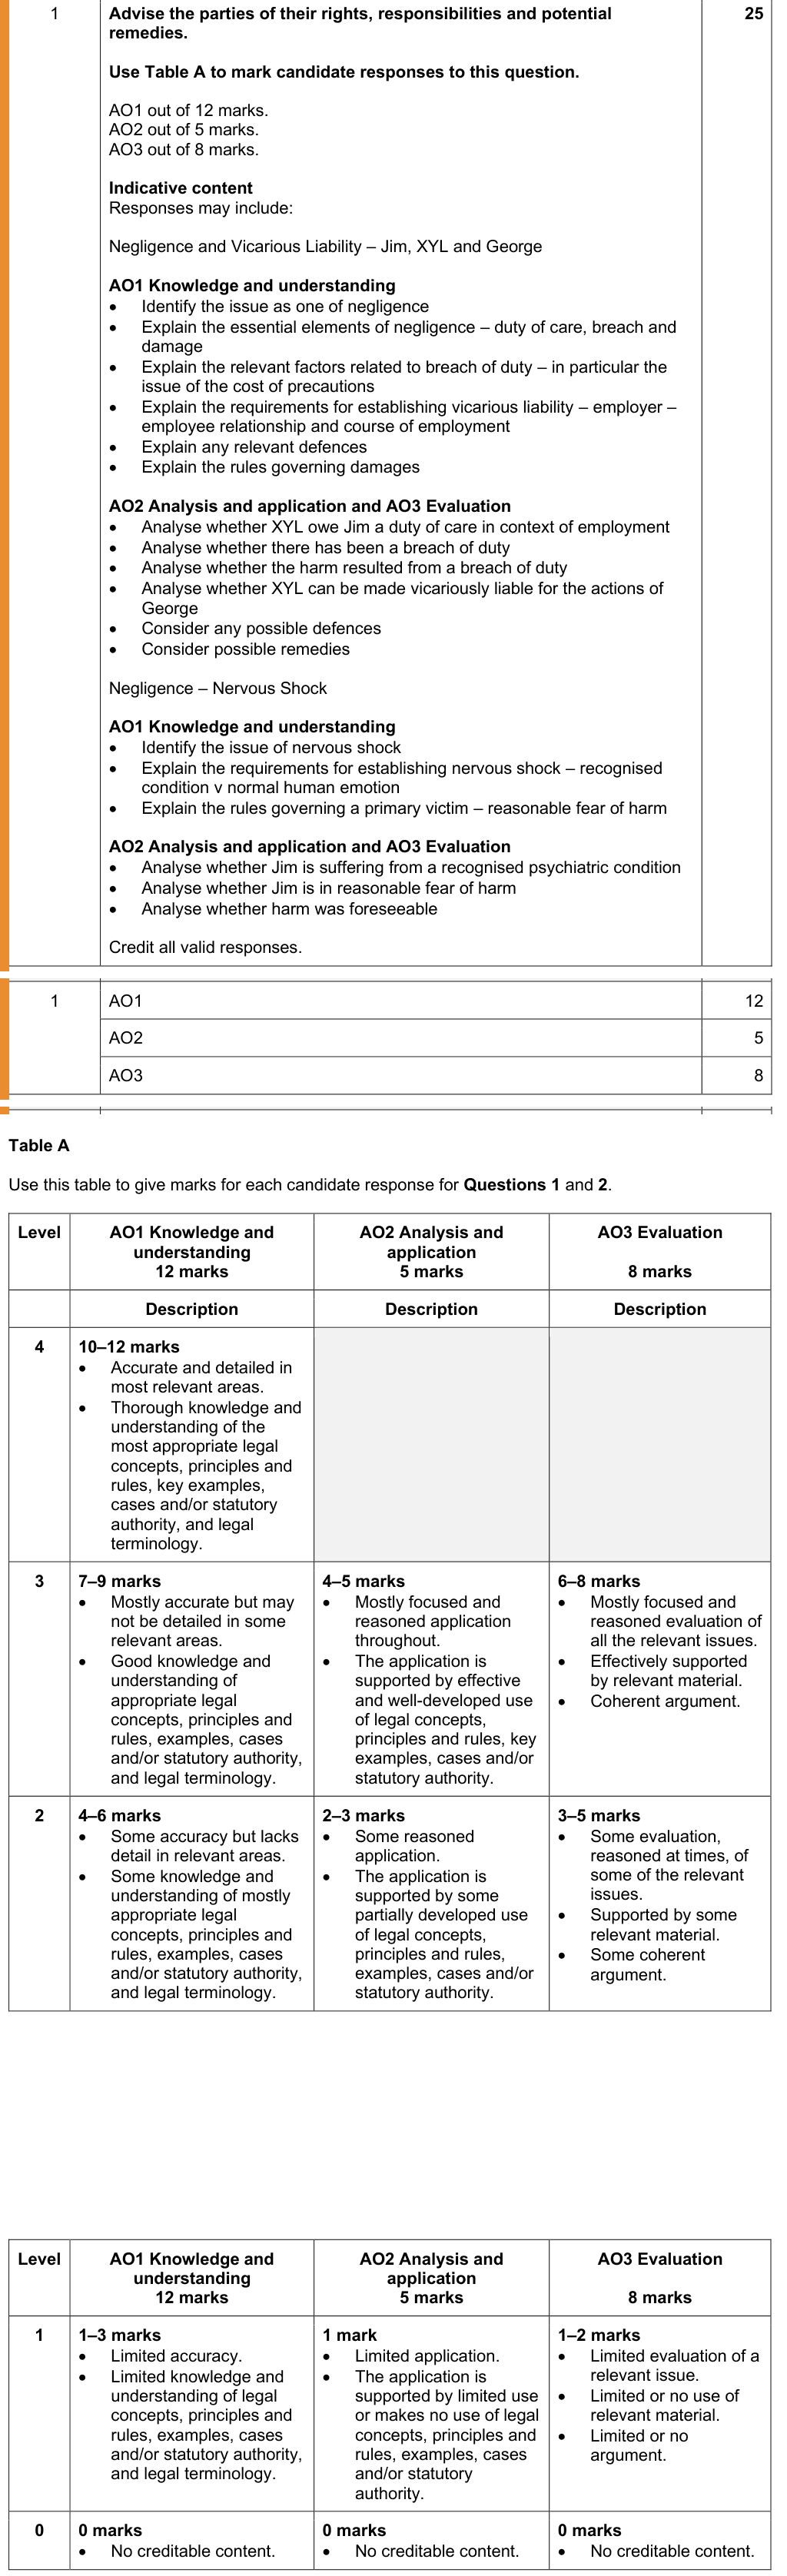 1
Advise the parties of their rights, responsibilities and potential
remedies.
25
Use Table A to mark candidate responses to this question.
AO1 out of 12 marks.
AO2 out of 5 marks.
AO3 out of 8 marks.
Indicative content
Responses may include:
Negligence and Vicarious Liability – Jim, XYL and George
AO1 Knowledge and understanding
• Identify the issue as one of negligence
• Explain the essential elements of negligence – duty of care, breach and
damage
• Explain the relevant factors related to breach of duty – in particular the
issue of the cost of precautions
• Explain the requirements for establishing vicarious liability – employer –
employee relationship and course of employment
• Explain any relevant defences
• Explain the rules governing damages
AO2 Analysis and application and AO3 Evaluation
• Analyse whether XYL owe Jim a duty of care in context of employment
• Analyse whether there has been a breach of duty
• Analyse whether the harm resulted from a breach of duty
• Analyse whether XYL can be made vicariously liable for the actions of
George
• Consider any possible defences
• Consider possible remedies
Negligence – Nervous Shock
AO1 Knowledge and understanding
• Identify the issue of nervous shock
• Explain the requirements for establishing nervous shock – recognised
condition v normal human emotion
• Explain the rules governing a primary victim – reasonable fear of harm
AO2 Analysis and application and AO3 Evaluation
• Analyse whether Jim is suffering from a recognised psychiatric condition
• Analyse whether Jim is in reasonable fear of harm
• Analyse whether harm was foreseeable
Credit all valid responses.
1
AO1
12
AO2
5
AO3
8
Table A
Use this table to give marks for each candidate response for Questions 1 and 2.
Level
AO1 Knowledge and
understanding
12 marks
AO2 Analysis and
application
5 marks
AO3 Evaluation
8 marks
Description
Description
Description
4
10–12 marks
• Accurate and detailed in
most relevant areas.
• Thorough knowledge and
understanding of the
most appropriate legal
concepts, principles and
rules, key examples,
cases and/or statutory
authority, and legal
terminology.
3
7–9 marks
• Mostly accurate but may
not be detailed in some
relevant areas.
• Good knowledge and
understanding of
appropriate legal
concepts, principles and
rules, examples, cases
and/or statutory authority,
and legal terminology.
4–5 marks
• Mostly focused and
reasoned application
throughout.
• The application is
supported by effective
and well-developed use
of legal concepts,
principles and rules, key
examples, cases and/or
statutory authority.
6–8 marks
• Mostly focused and
reasoned evaluation of
all the relevant issues.
• Effectively supported
by relevant material.
• Coherent argument.
2
4–6 marks
• Some accuracy but lacks
detail in relevant areas.
• Some knowledge and
understanding of mostly
appropriate legal
concepts, principles and
rules, examples, cases
and/or statutory authority,
and legal terminology.
2–3 marks
• Some reasoned
application.
• The application is
supported by some
partially developed use
of legal concepts,
principles and rules,
examples, cases and/or
statutory authority.
3–5 marks
• Some evaluation,
reasoned at times, of
some of the relevant
issues.
• Supported by some
relevant material.
• Some coherent
argument.
Level
AO1 Knowledge and
understanding
12 marks
AO2 Analysis and
application
5 marks
AO3 Evaluation
8 marks
1
1–3 marks
• Limited accuracy.
• Limited knowledge and
understanding of legal
concepts, principles and
rules, examples, cases
and/or statutory authority,
and legal terminology.
1 mark
• Limited application.
• The application is
supported by limited use
or makes no use of legal
concepts, principles and
rules, examples, cases
and/or statutory
authority.
1–2 marks
• Limited evaluation of a
relevant issue.
• Limited or no use of
relevant material.
• Limited or no
argument.
0
0 marks
• No creditable content.
0 marks
• No creditable content.
0 marks
• No creditable content.